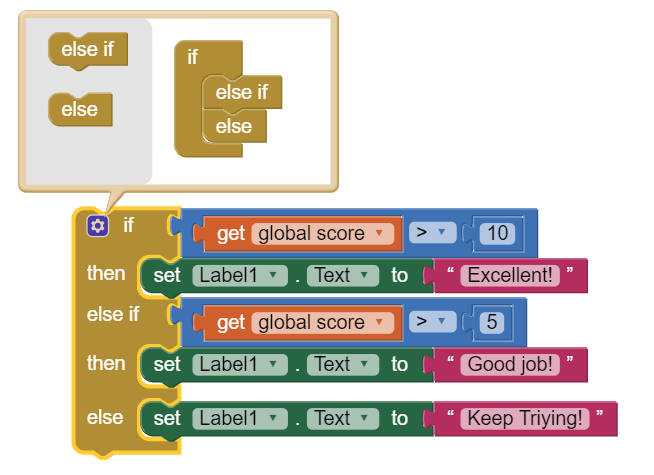 else if
if
else if
else
else
if get global score > 10
then set Label1 . Text to “ Excellent! ”
else if get global score > 5
then set Label1 . Text to “ Good job! ”
else set Label1 . Text to “ Keep Triying! ”